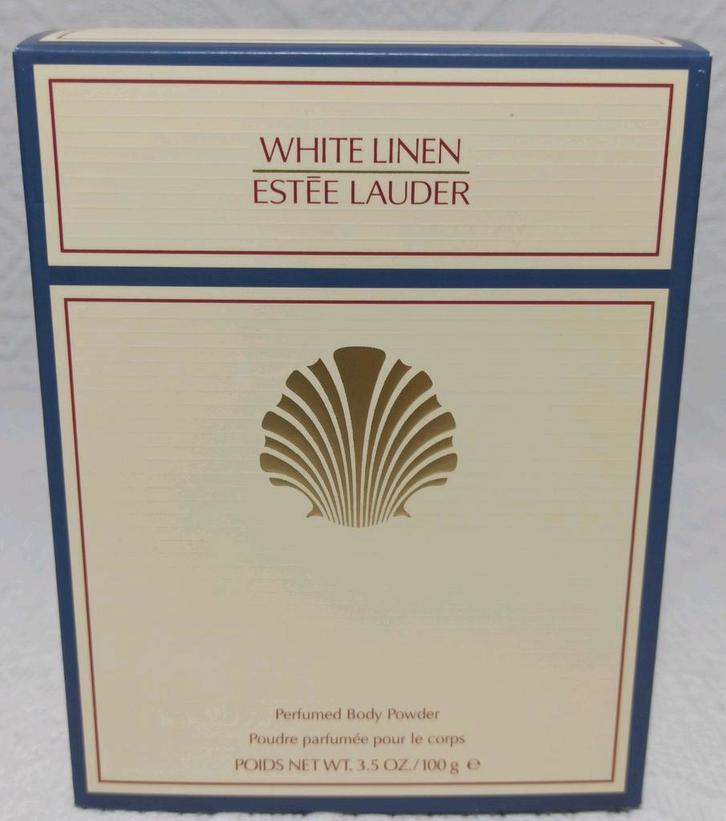 WHITE LINEN
ESTĒE LAUDER
Perfumed Body Powder
Poudre parfumée pour le corps
POIDS NET WT. 3.5 OZ./100 g ℮